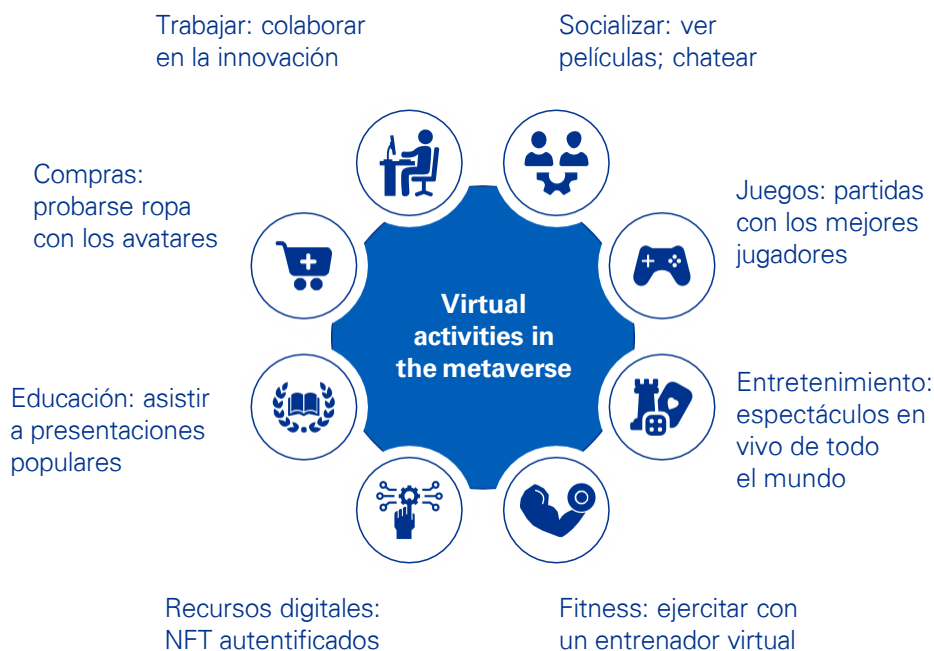 Trabajar: colaborar
en la innovación
Socializar: ver
películas; chatear
Compras:
probarse ropa
con los avatares
Juegos: partidas
con los mejores
jugadores
Virtual
activities in
the metaverse
Educación: asistir
a presentaciones
populares
Entretenimiento:
espectáculos en
vivo de todo
el mundo
Recursos digitales:
NFT autentificados
Fitness: ejercitar con
un entrenador virtual